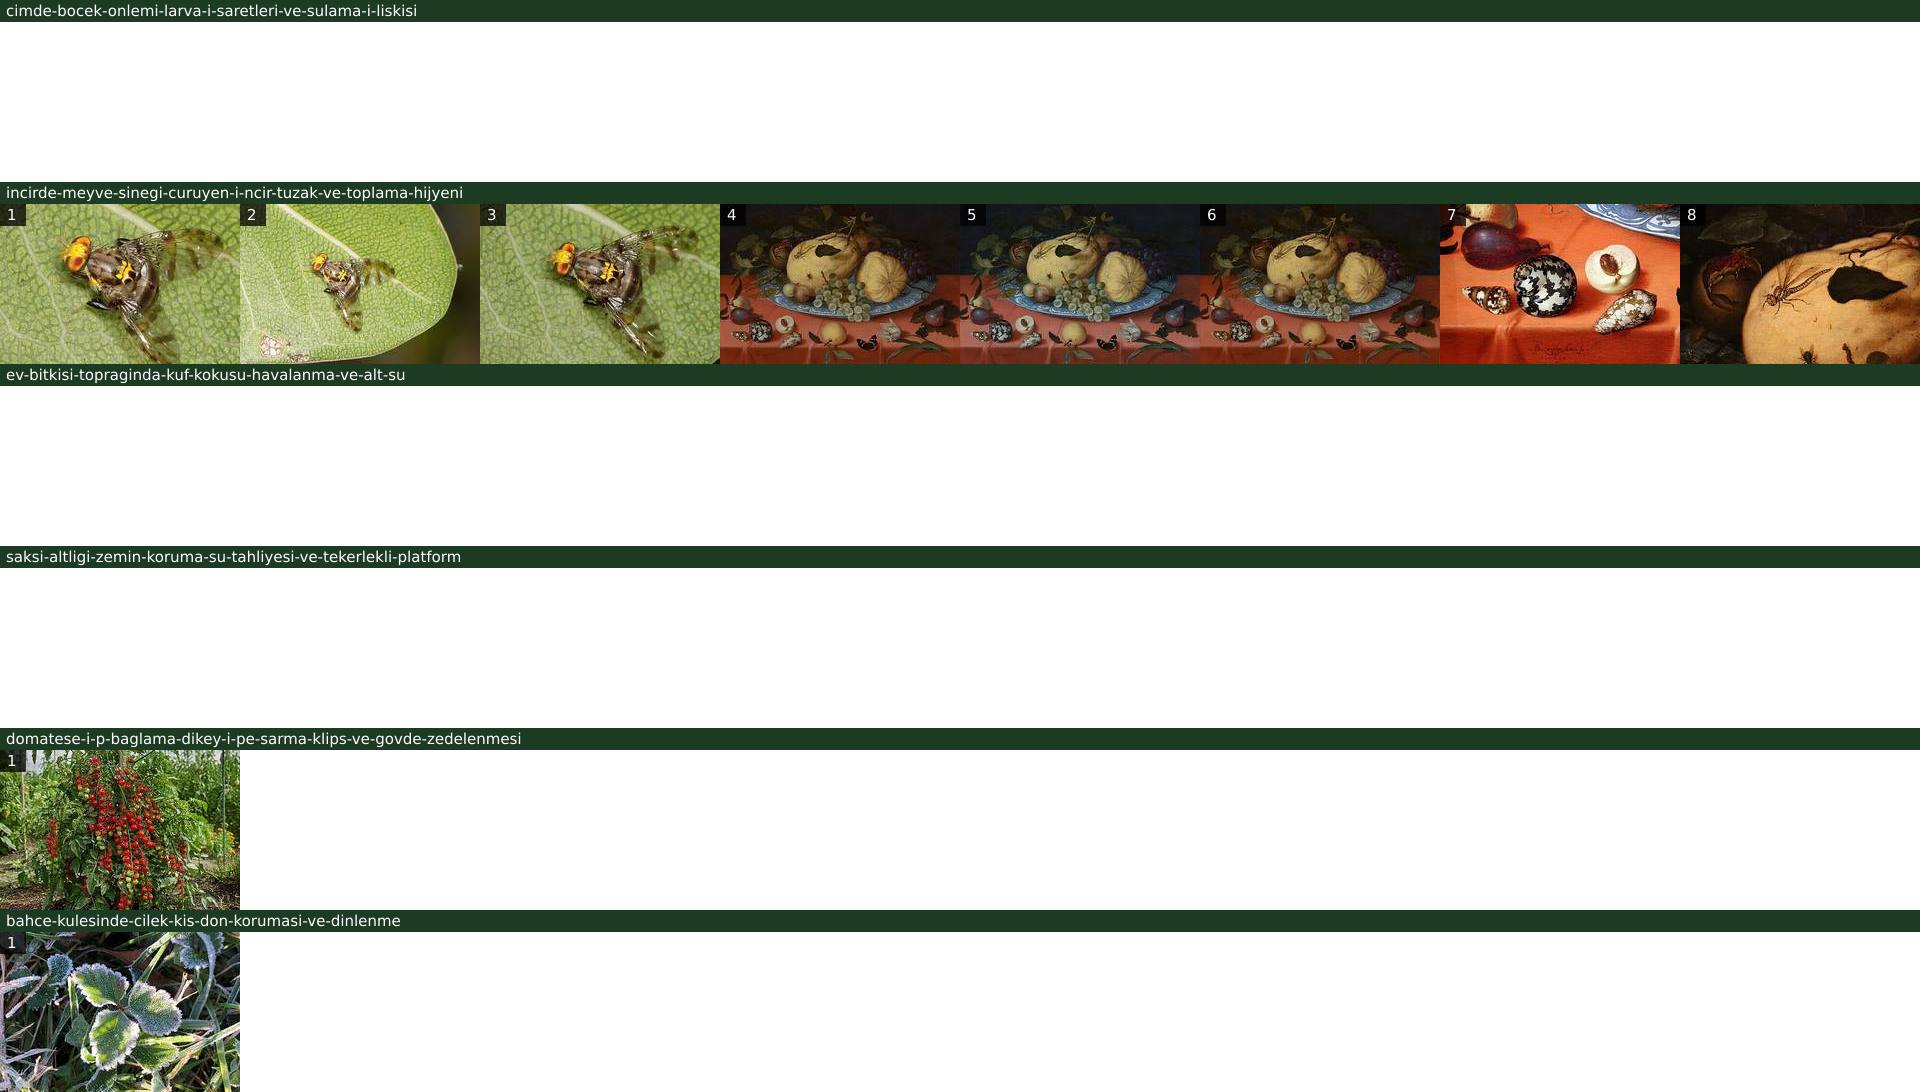 cimde-bocek-onlemi-larva-i-saretleri-ve-sulama-i-liskisi
incirde-meyve-sinegi-curuyen-i-ncir-tuzak-ve-toplama-hijyeni
1 2 3 4 5 6 7 8
ev-bitkisi-topraginda-kuf-kokusu-havalanma-ve-alt-su
saksi-altligi-zemin-koruma-su-tahliyesi-ve-tekerlekli-platform
domatese-i-p-baglama-dikey-i-pe-sarma-klips-ve-govde-zedelenmesi
1
bahce-kulesinde-cilek-kis-don-korumasi-ve-dinlenme
1